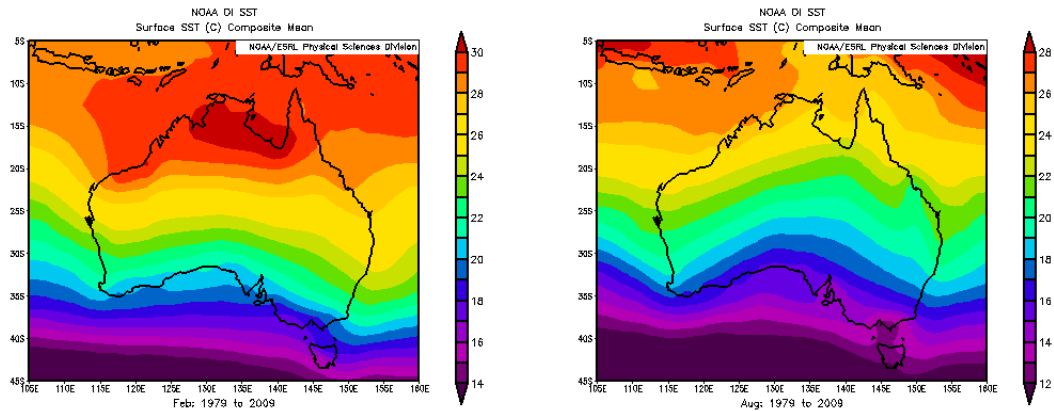 NOAA OI SST
Surface SST (C) Composite Mean
NOAA/ESRL Physical Sciences Division
5S
10S
15S
20S
25S
30S
35S
40S
45S
105E 110E 115E 120E 125E 130E 135E 140E 145E 150E 155E 160E
Feb: 1979 to 2009
30
28
26
24
22
20
18
16
14
NOAA OI SST
Surface SST (C) Composite Mean
NOAA/ESRL Physical Sciences Division
5S
10S
15S
20S
25S
30S
35S
40S
45S
105E 110E 115E 120E 125E 130E 135E 140E 145E 150E 155E 160E
Aug: 1979 to 2009
28
26
24
22
20
18
16
14
12